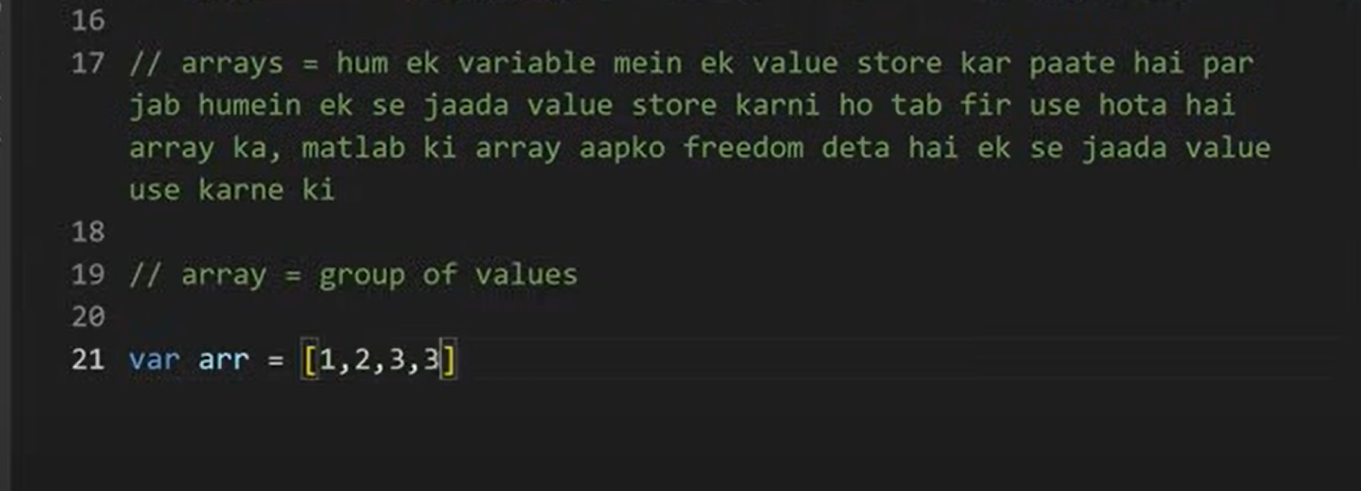 16
17 // arrays = hum ek variable mein ek value store kar paate hai par
jab humein ek se jaada value store karni ho tab fir use hota hai
array ka, matlab ki array aapko freedom deta hai ek se jaada value
use karne ki
18
19 // array = group of values
20
21 var arr = [1,2,3,3]